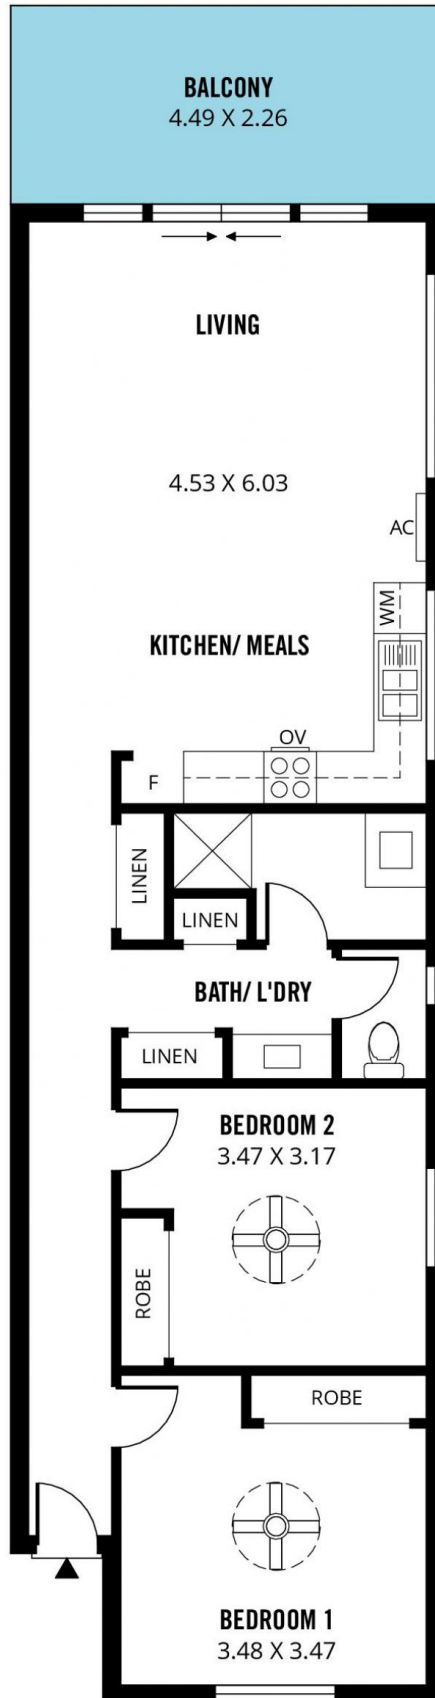 BALCONY
4.49 X 2.26
LIVING
4.53 X 6.03
AC
WM
KITCHEN/ MEALS
OV
F
LINEN
LINEN
BATH/ L'DRY
LINEN
BEDROOM 2
3.47 X 3.17
ROBE
ROBE
BEDROOM 1
3.48 X 3.47